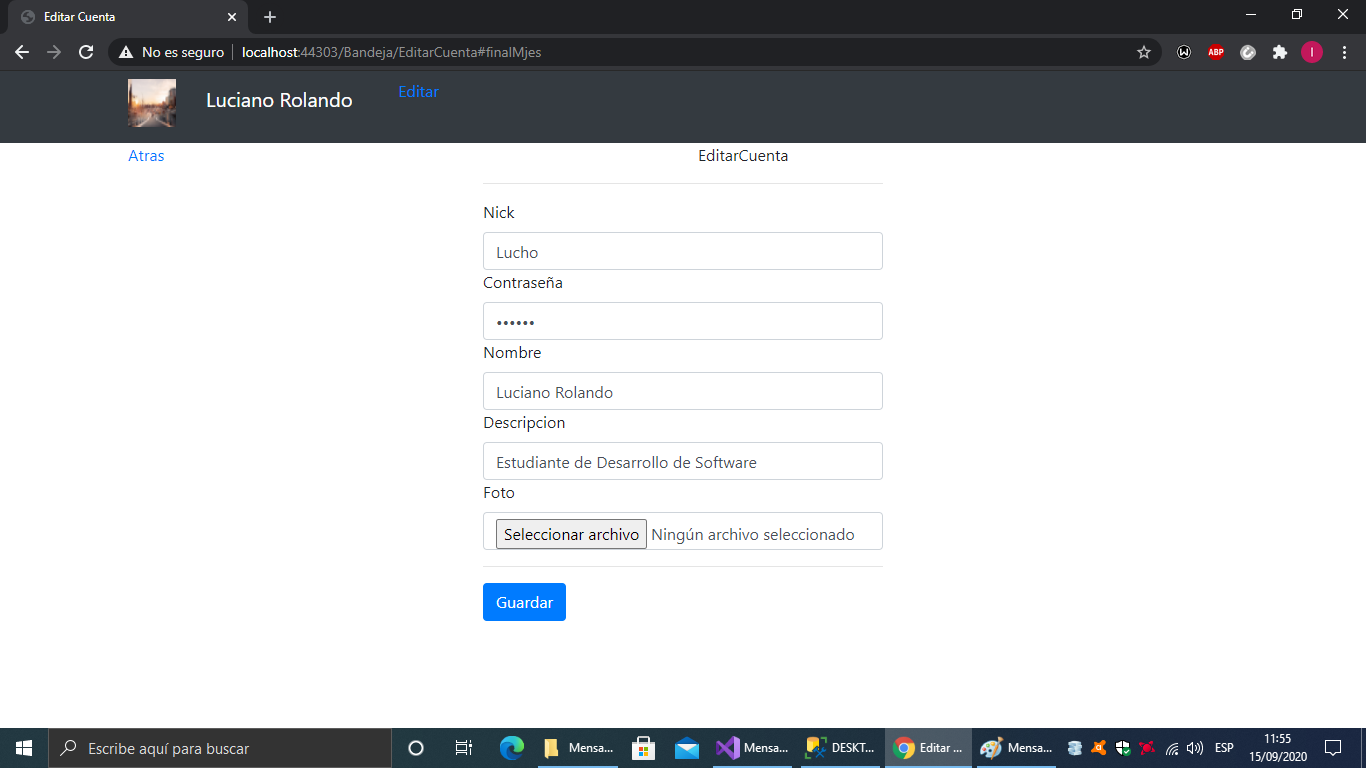 Editar Cuenta
No es seguro
localhost:44303/Bandeja/EditarCuenta#finalMjes
ABP
I
Luciano Rolando
Editar
Atras
EditarCuenta
Nick
Lucho
Contraseña
••••••
Nombre
Luciano Rolando
Descripcion
Estudiante de Desarrollo de Software
Foto
Seleccionar archivo Ningún archivo seleccionado
Guardar
Escribe aquí para buscar
Mensa...
Mensa...
DESKT...
Editar ...
Mensa...
ESP
11:55
15/09/2020